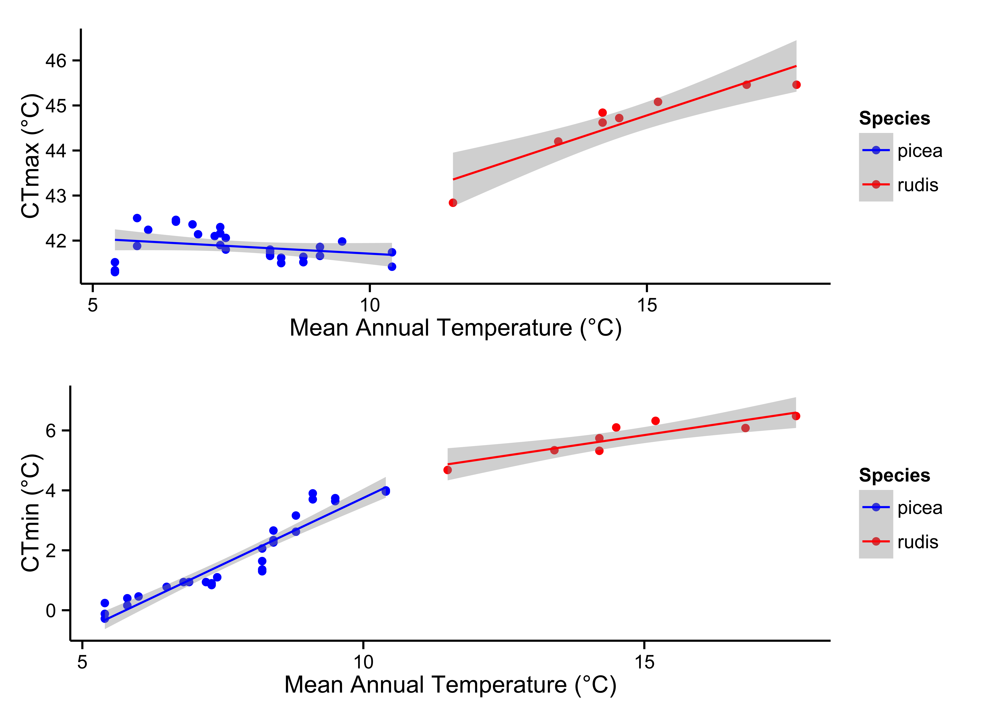 46
45
44
43
42
CTmax (°C)
5
10
15
Mean Annual Temperature (°C)
Species
picea
rudis
6
4
2
0
CTmin (°C)
5
10
15
Mean Annual Temperature (°C)
Species
picea
rudis